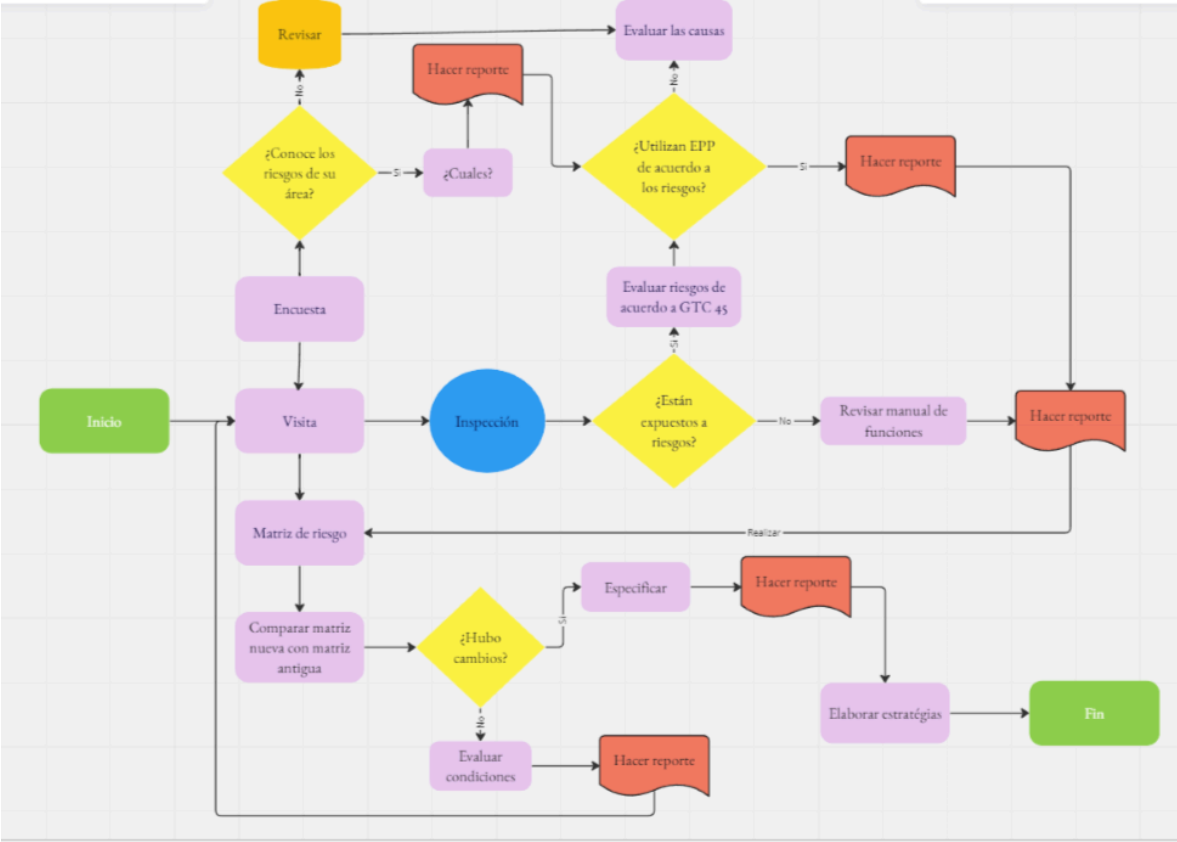 Revisar
Evaluar las causas
Hacer reporte
No
No
¿Conoce los
riesgos de su
área?
Si
¿Cuales?
¿Utilizan EPP
de acuerdo a
los riesgos?
Si
Hacer reporte
Encuesta
Evaluar riesgos de
acuerdo a GTC 45
Si
Inicio
Visita
Inspección
¿Están
expuestos a
riesgos?
No
Revisar manual de
funciones
Hacer reporte
Matriz de riesgo
Realizar
Comparar matriz
nueva con matriz
antigua
¿Hubo
cambios?
Si
Especificar
Hacer reporte
No
Evaluar
condiciones
Hacer reporte
Elaborar estratégias
Fin